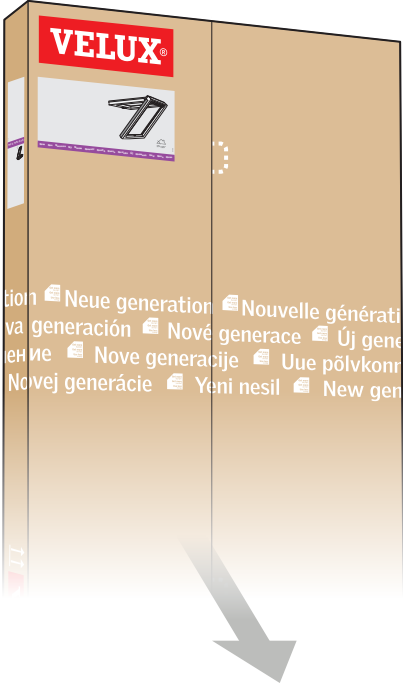 VELUX®
tion Neue generation Nouvelle générati
va generación Nové generace Új gene
ение Nove generacije Uue põlvkonn
Novej generácie Yeni nesil New gen